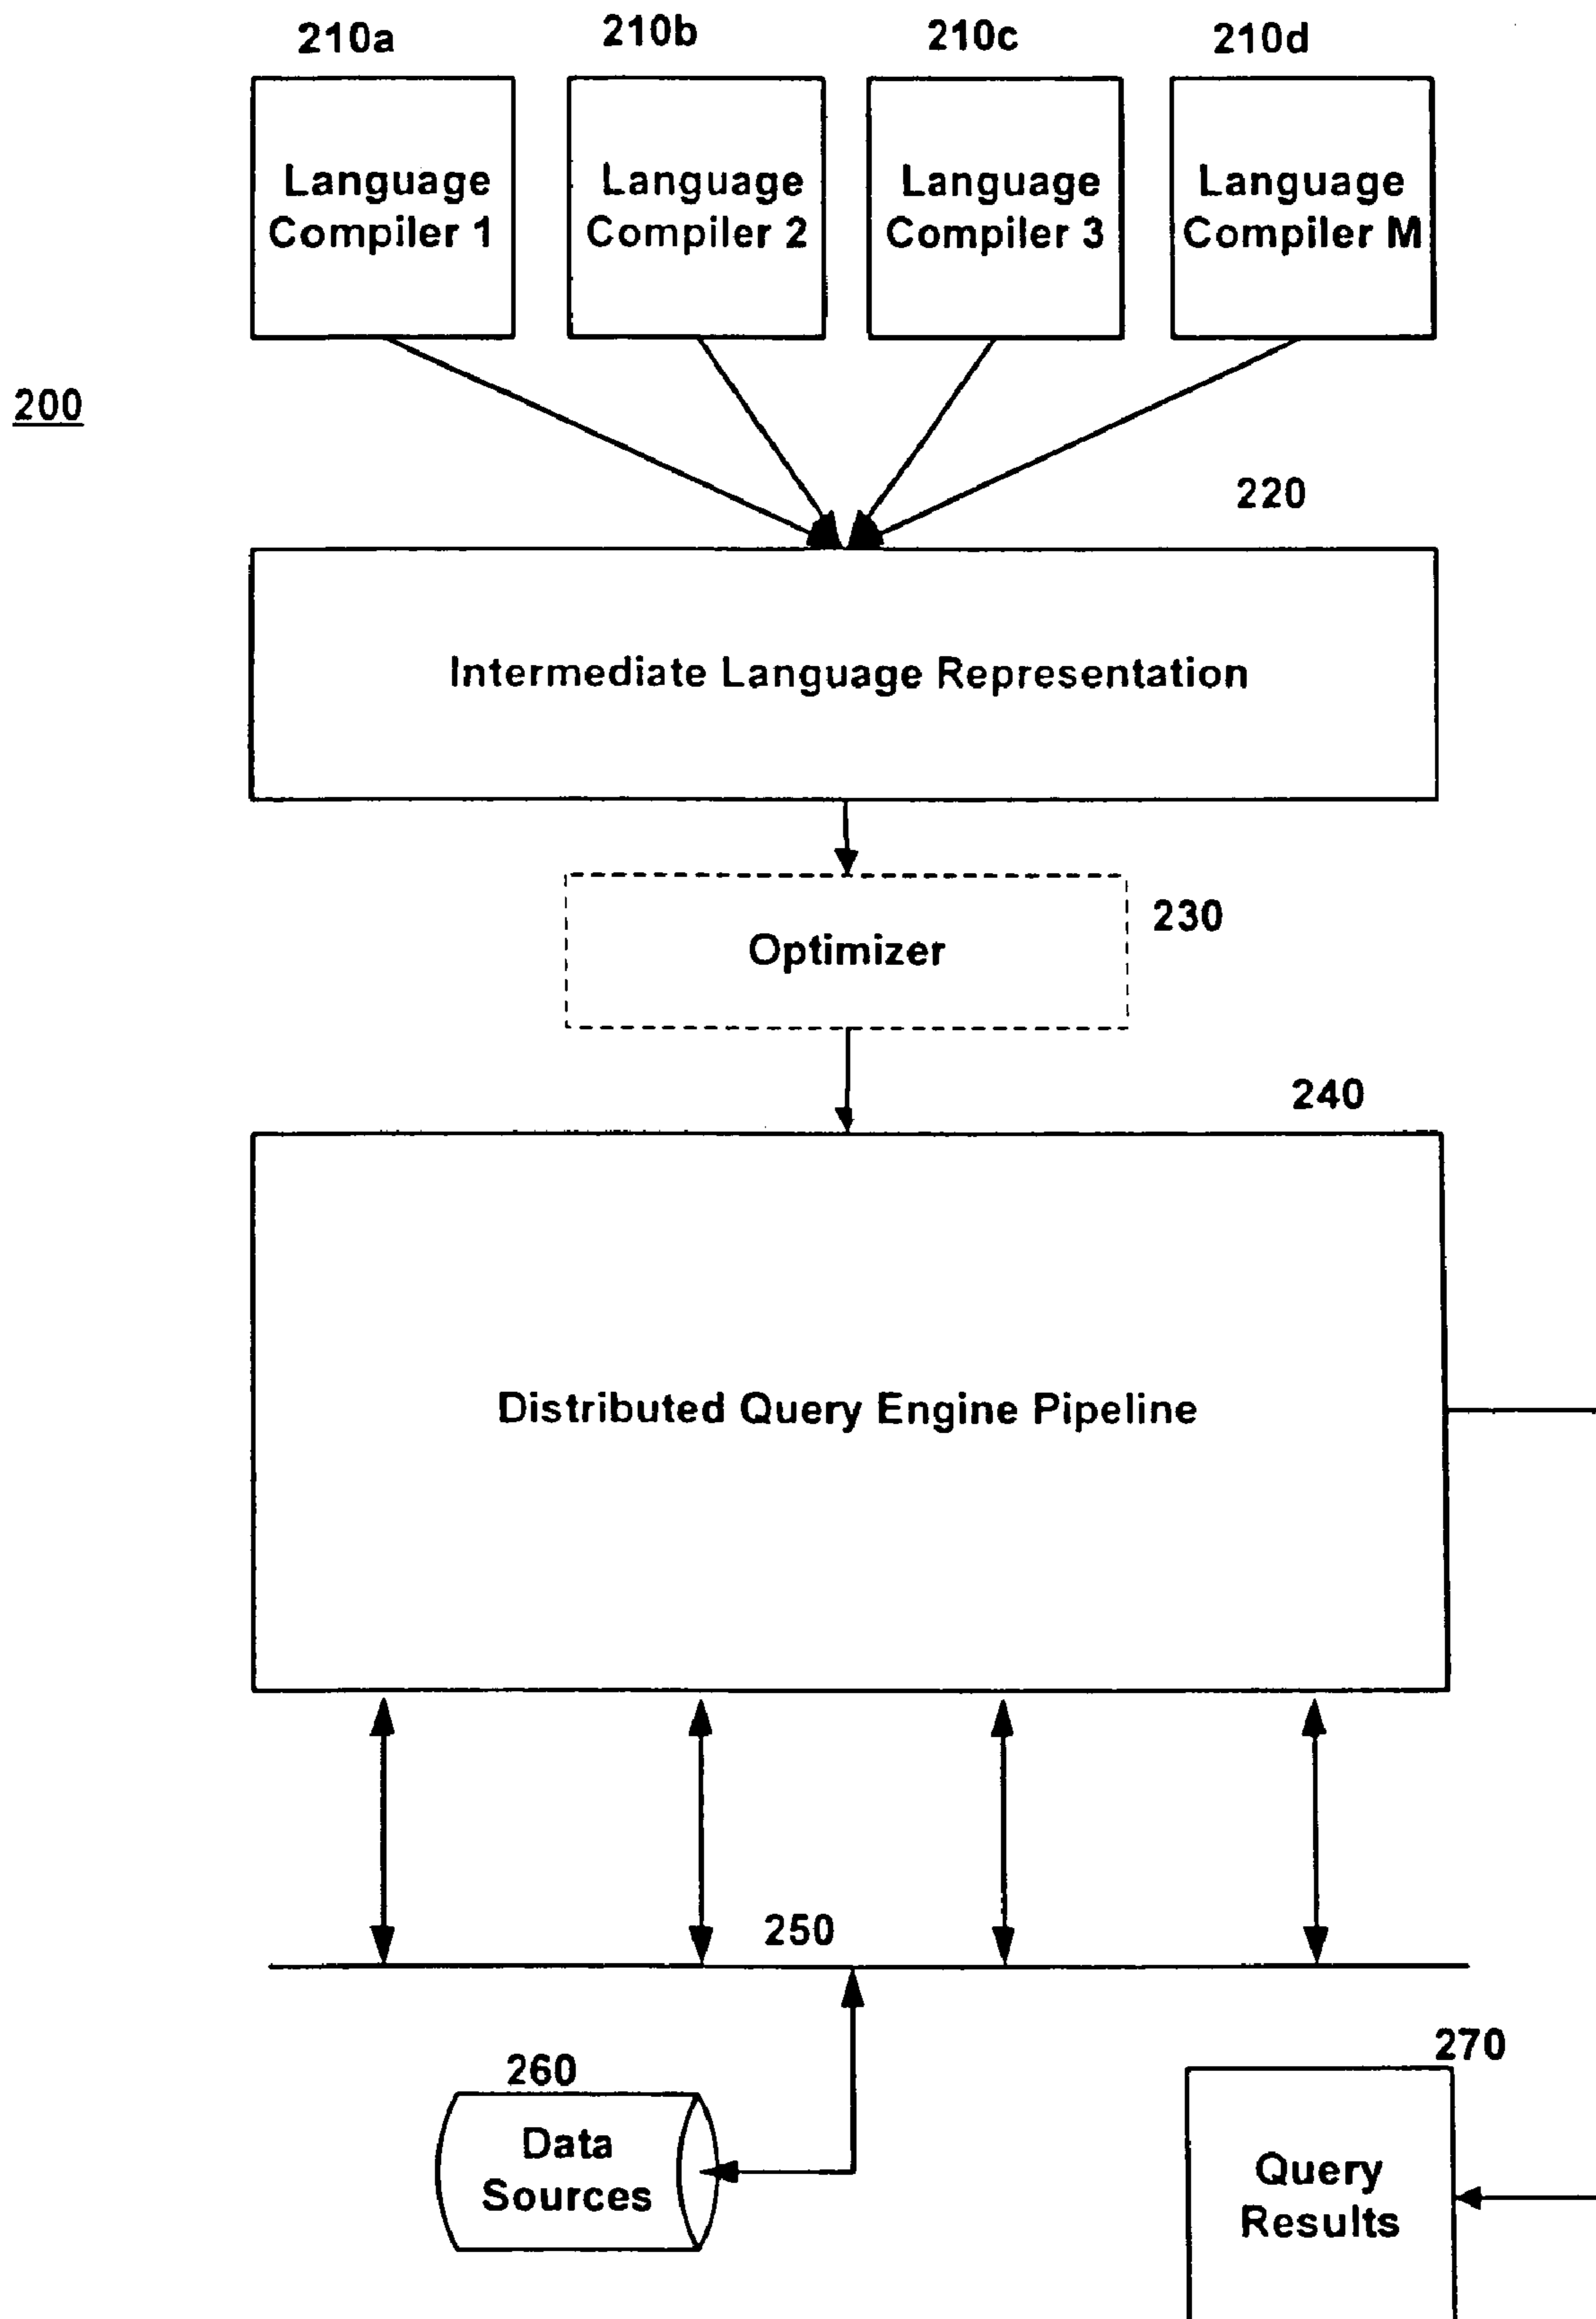 210a
210b
210c
210d
Language
Compiler 1
Language
Compiler 2
Language
Compiler 3
Language
Compiler M
200
220
Intermediate Language Representation
230
Optimizer
240
Distributed Query Engine Pipeline
250
260
Data
Sources
270
Query
Results